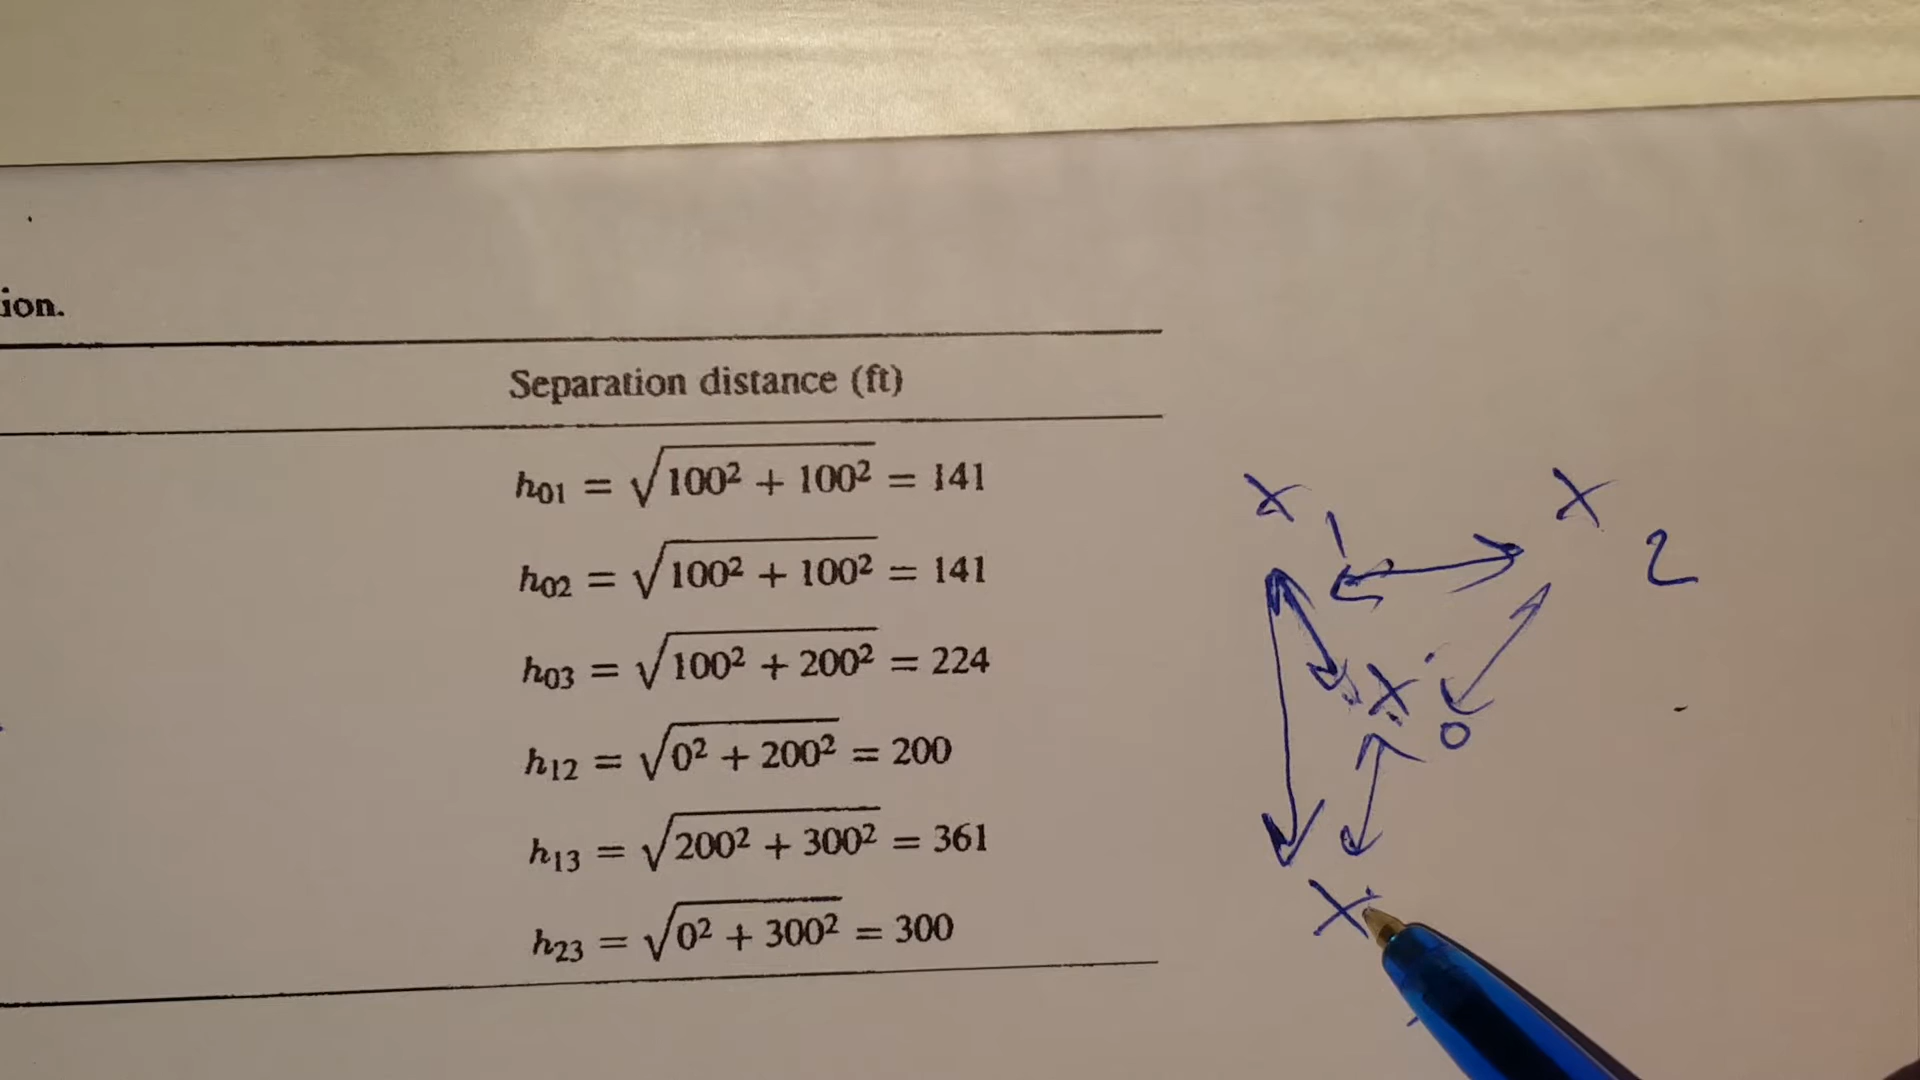 ion.
Separation distance (ft)
h₀₁ = √(100² + 100²) = 141
h₀₂ = √(100² + 100²) = 141
h₀₃ = √(100² + 200²) = 224
h₁₂ = √(0² + 200²) = 200
h₁₃ = √(200² + 300²) = 361
h₂₃ = √(0² + 300²) = 300
X 1 X 2
X 0
X